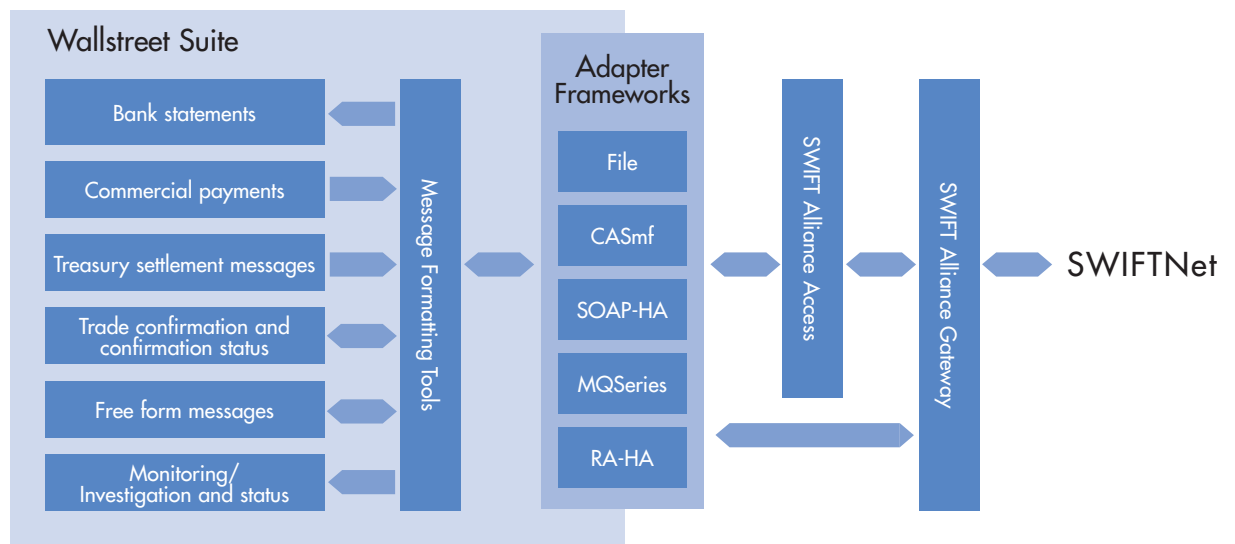 Wallstreet Suite
Bank statements
Commercial payments
Treasury settlement messages
Trade confirmation and
confirmation status
Free form messages
Monitoring/
Investigation and status
Message Formatting Tools
Adapter
Frameworks
File
CASmf
SOAP-HA
MQSeries
RA-HA
SWIFT Alliance Access
SWIFT Alliance Gateway
SWIFTNet